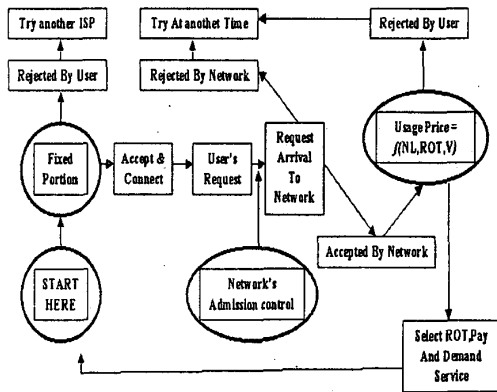 Try another ISP
Try At anothet Time
Rejected By User
Rejected By User
Rejected By Network
Fixed
Portion
Accept &
Connect
User's
Request
Request
Arrival
To
Network
Usage Price =
f(NL,ROT,V)
Accepted By Network
START
HERE
Network's
Admission control
Select ROT,Pay
And Demand
Service